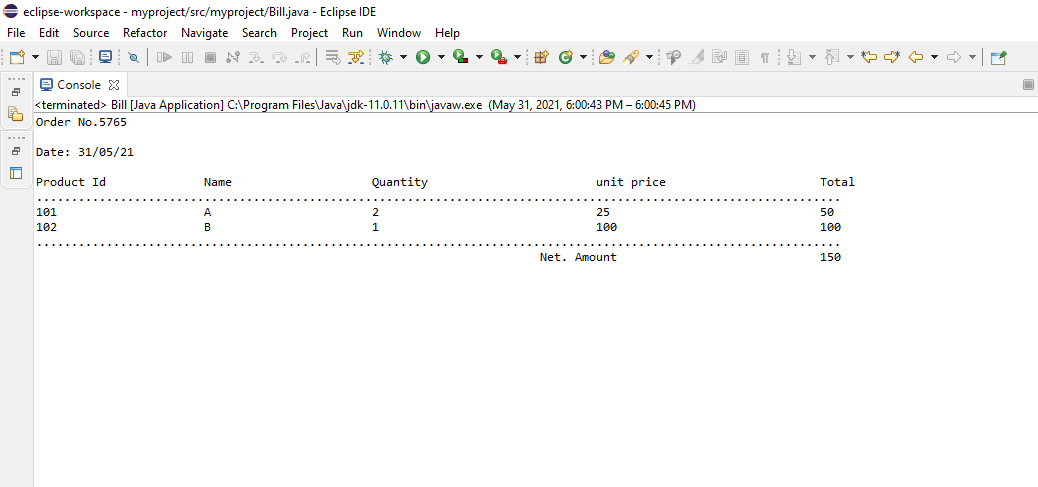 eclipse-workspace - myproject/src/myproject/Bill.java - Eclipse IDE
File Edit Source Refactor Navigate Search Project Run Window Help
Console
<terminated> Bill [Java Application] C:\Program Files\Java\jdk-11.0.11\bin\javaw.exe (May 31, 2021, 6:00:43 PM – 6:00:45 PM)
Order No.5765
Date: 31/05/21
Product Id Name Quantity unit price Total
...................................................................................................................
101 A 2 25 50
102 B 1 100 100
...................................................................................................................
Net. Amount 150